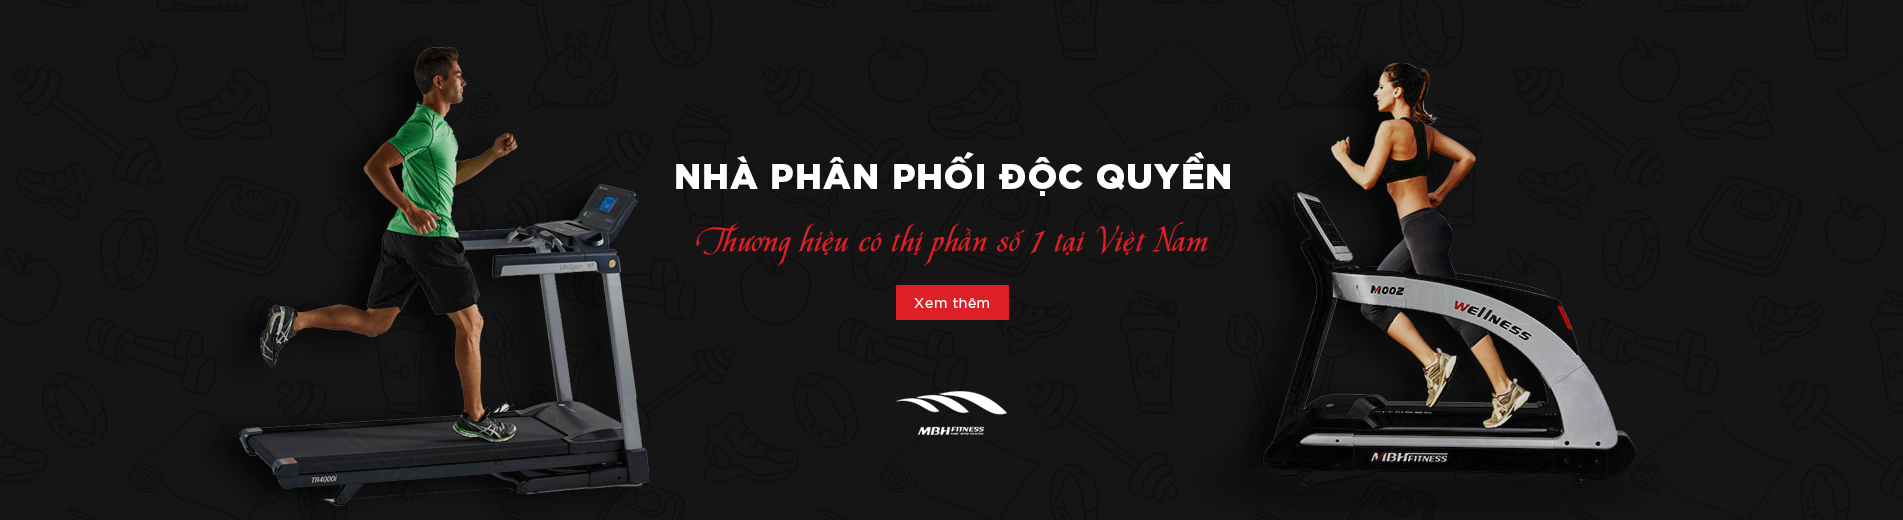 NHÀ PHÂN PHỐI ĐỘC QUYỀN
Thương hiệu có thị phần số 1 tại Việt Nam
Xem thêm
MBHFITNESS
LifeSpan
TR4000i
M002
Wellness
FITNESS
MBHFITNESS